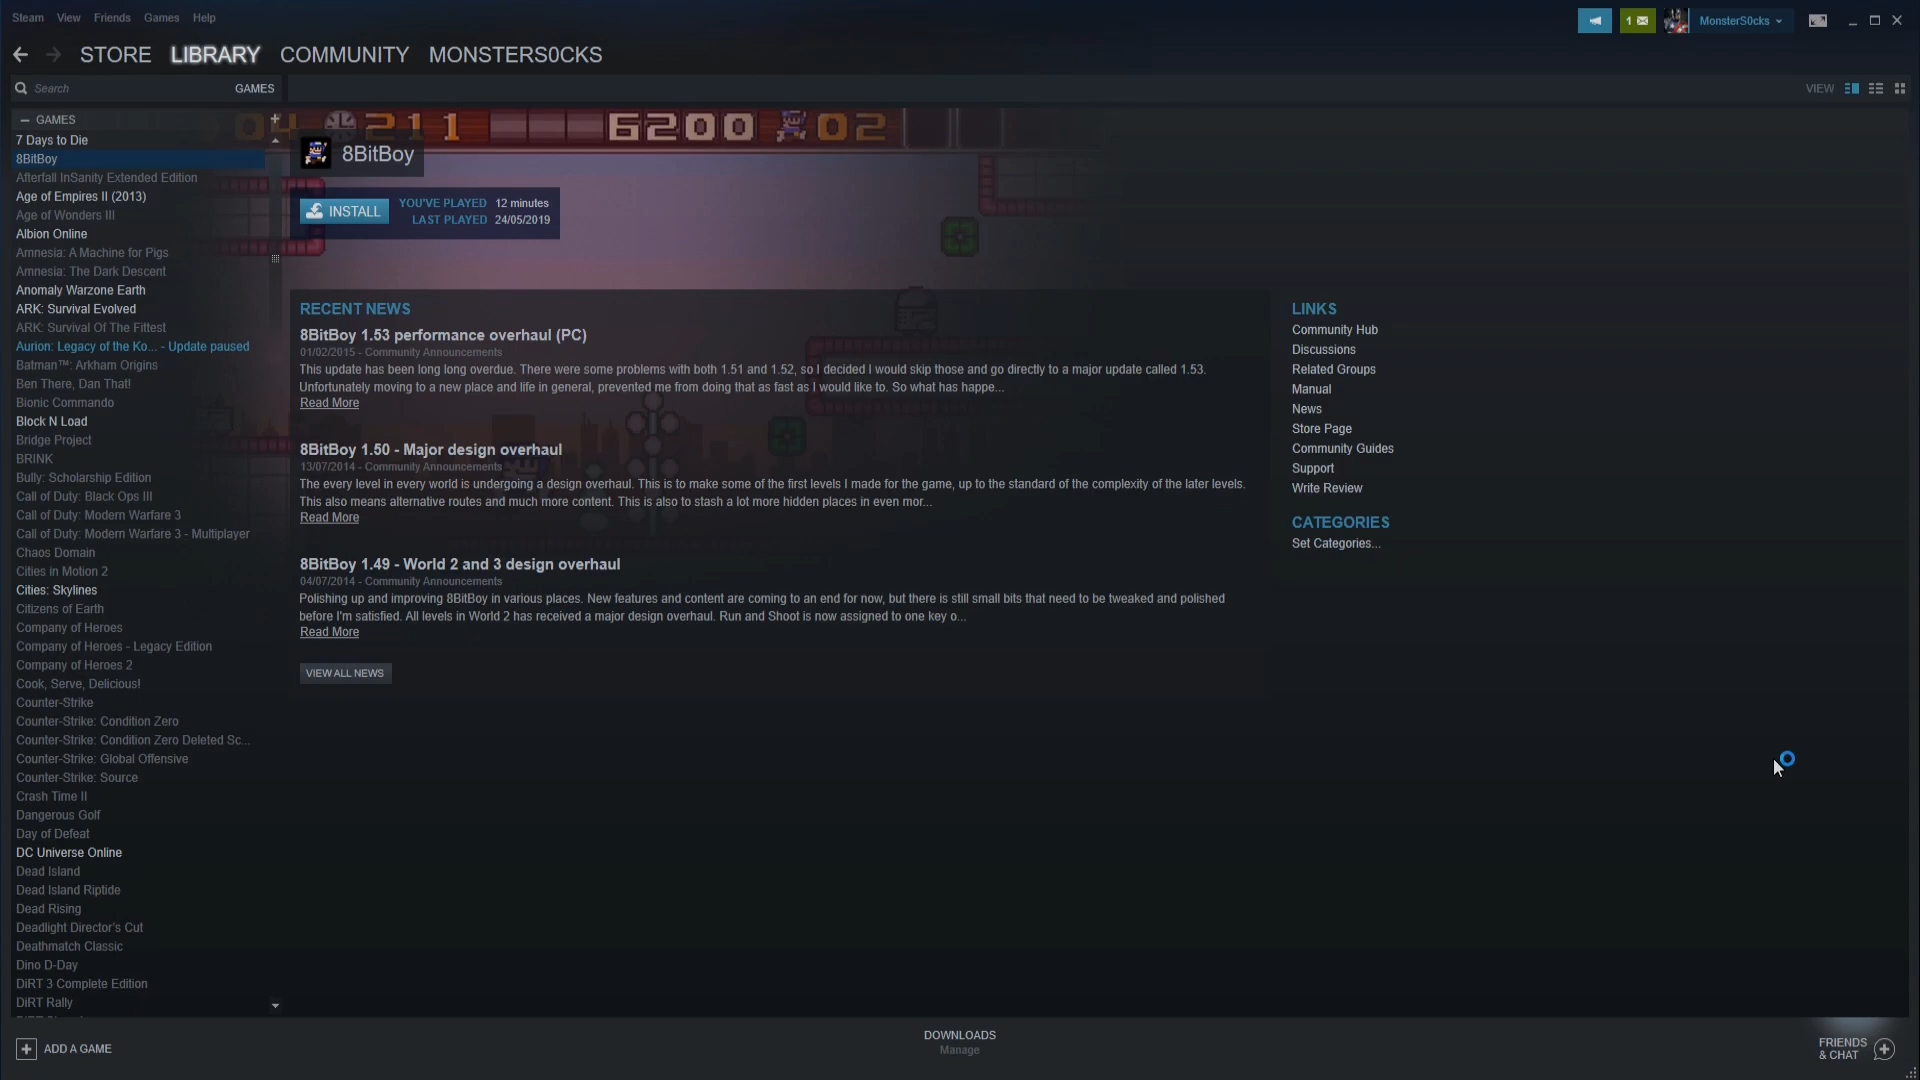 Steam View Friends Games Help
1 MonsterS0cks
STORE LIBRARY COMMUNITY MONSTERS0CKS
Search GAMES VIEW
GAMES
7 Days to Die
8BitBoy
Afterfall InSanity Extended Edition
Age of Empires II (2013)
Age of Wonders III
Albion Online
Amnesia: A Machine for Pigs
Amnesia: The Dark Descent
Anomaly Warzone Earth
ARK: Survival Evolved
ARK: Survival Of The Fittest
Aurion: Legacy of the Ko... - Update paused
Batman™: Arkham Origins
Ben There, Dan That!
Bionic Commando
Block N Load
Bridge Project
BRINK
Bully: Scholarship Edition
Call of Duty: Black Ops III
Call of Duty: Modern Warfare 3
Call of Duty: Modern Warfare 3 - Multiplayer
Chaos Domain
Cities in Motion 2
Cities: Skylines
Citizens of Earth
Company of Heroes
Company of Heroes - Legacy Edition
Company of Heroes 2
Cook, Serve, Delicious!
Counter-Strike
Counter-Strike: Condition Zero
Counter-Strike: Condition Zero Deleted Sc...
Counter-Strike: Global Offensive
Counter-Strike: Source
Crash Time II
Dangerous Golf
Day of Defeat
DC Universe Online
Dead Island
Dead Island Riptide
Dead Rising
Deadlight Director's Cut
Deathmatch Classic
Dino D-Day
DiRT 3 Complete Edition
DiRT Rally
04 211 6200 02
8BitBoy
INSTALL
YOU'VE PLAYED 12 minutes
LAST PLAYED 24/05/2019
RECENT NEWS
8BitBoy 1.53 performance overhaul (PC)
01/02/2015 - Community Announcements
This update has been long long overdue. There were some problems with both 1.51 and 1.52, so I decided I would skip those and go directly to a major update called 1.53.
Unfortunately moving to a new place and life in general, prevented me from doing that as fast as I would like to. So what has happe...
Read More
8BitBoy 1.50 - Major design overhaul
13/07/2014 - Community Announcements
The every level in every world is undergoing a design overhaul. This is to make some of the first levels I made for the game, up to the standard of the complexity of the later levels.
This also means alternative routes and much more content. This is also to stash a lot more hidden places in even mor...
Read More
8BitBoy 1.49 - World 2 and 3 design overhaul
04/07/2014 - Community Announcements
Polishing up and improving 8BitBoy in various places. New features and content are coming to an end for now, but there is still small bits that need to be tweaked and polished
before I'm satisfied. All levels in World 2 has received a major design overhaul. Run and Shoot is now assigned to one key o...
Read More
VIEW ALL NEWS
LINKS
Community Hub
Discussions
Related Groups
Manual
News
Store Page
Community Guides
Support
Write Review
CATEGORIES
Set Categories...
ADD A GAME
DOWNLOADS
Manage
FRIENDS
& CHAT